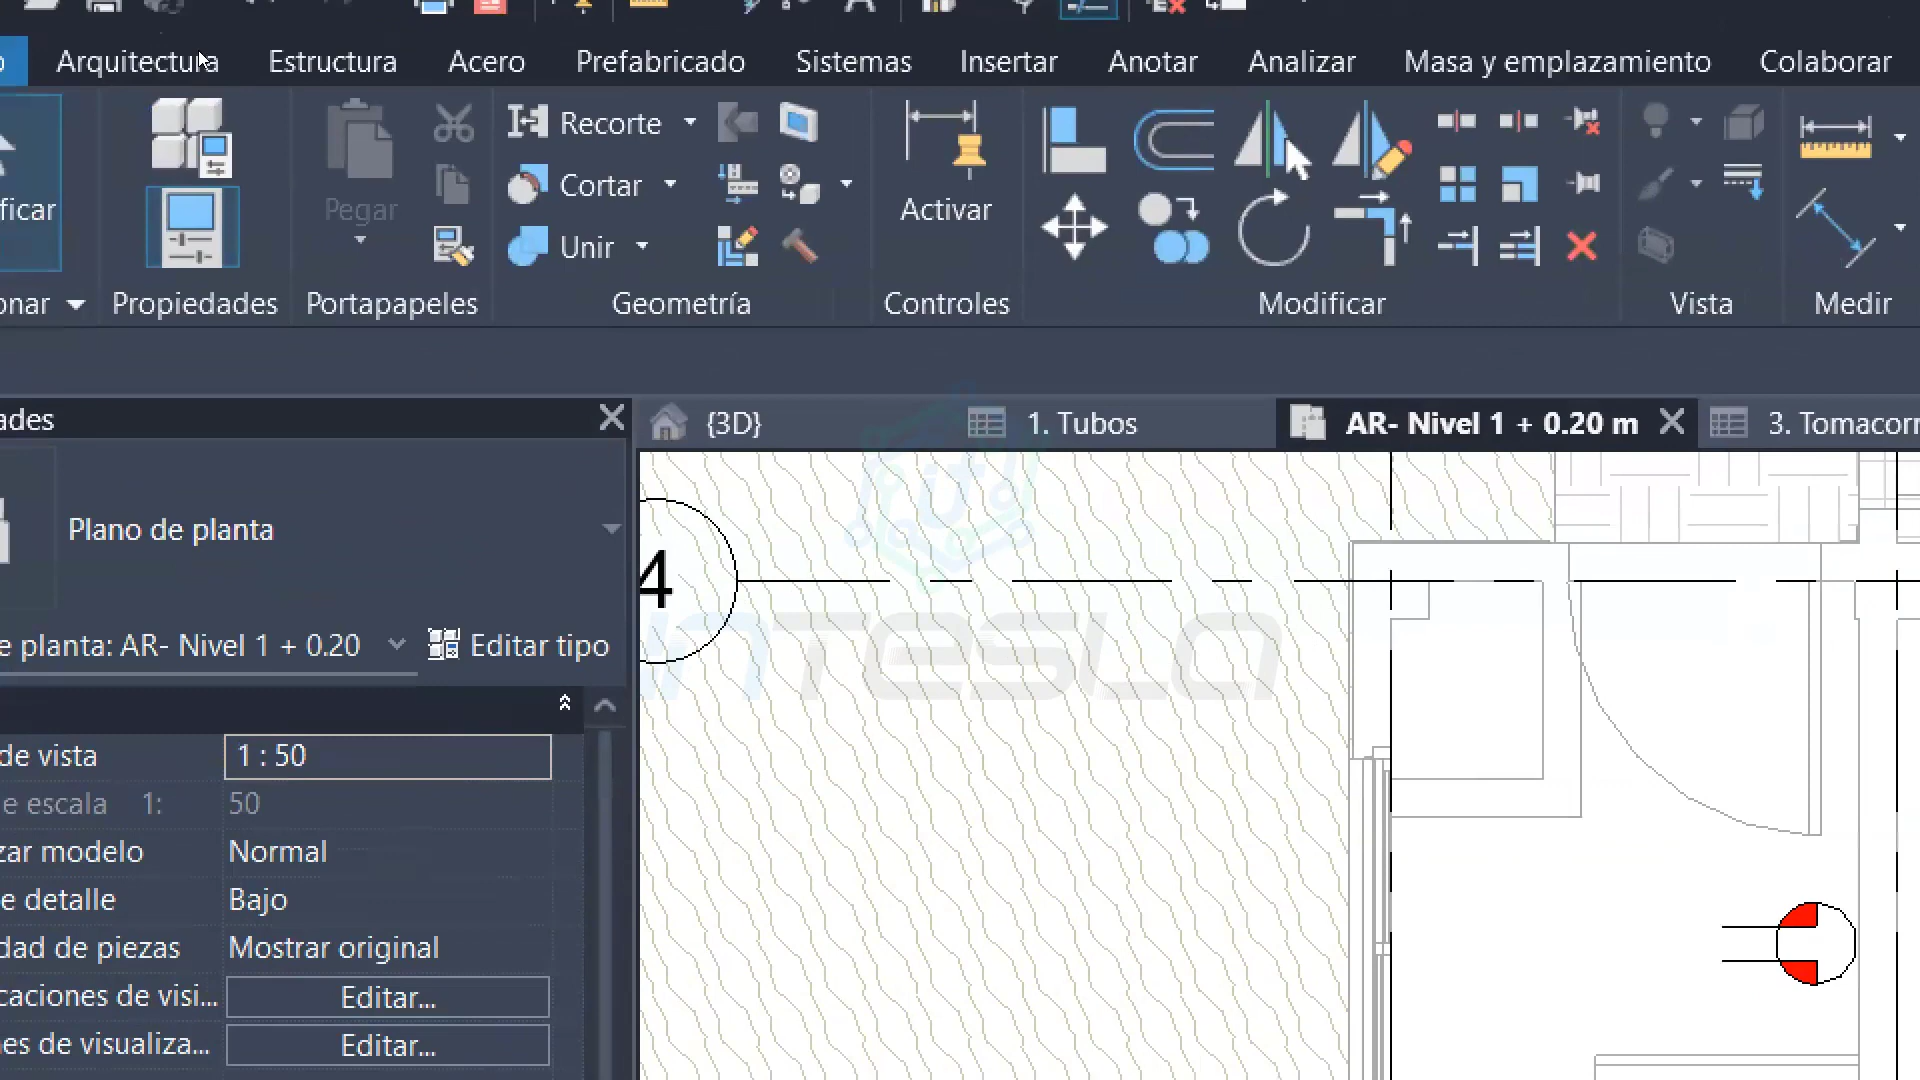 Arquitectura Estructura Acero Prefabricado Sistemas Insertar Anotar Analizar Masa y emplazamiento Colaborar
Recorte
Cortar
Unir
ficar
Pegar
Activar
onar Propiedades Portapapeles Geometría Controles Modificar Vista Medir
ades
{3D} 1. Tubos AR- Nivel 1 + 0.20 m 3. Tomacorr
Plano de planta
e planta: AR- Nivel 1 + 0.20 Editar tipo
4
INTESLA
de vista 1 : 50
e escala 1: 50
zar modelo Normal
e detalle Bajo
dad de piezas Mostrar original
caciones de visi... Editar...
es de visualiza... Editar...